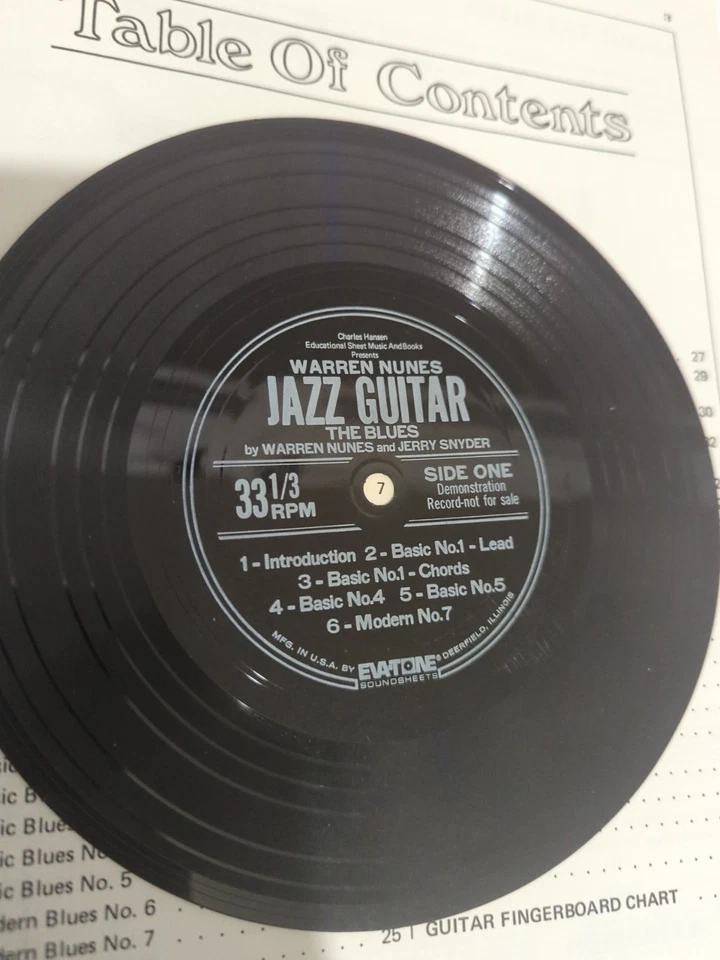 Table Of Contents
27
29
30
Charles Hansen
Educational Sheet Music And Books
Presents
WARREN NUNES
JAZZ GUITAR
THE BLUES
by WARREN NUNES and JERRY SNYDER
33 1/3 RPM
7
SIDE ONE
Demonstration
Record-not for sale
1 - Introduction 2 - Basic No.1 - Lead
3 - Basic No.1 - Chords
4 - Basic No.4 5 - Basic No.5
6 - Modern No.7
MFG. IN U.S.A. BY EVATONE® DEERFIELD, ILLINOIS
SOUNDSHEETS
ic Blues
ic Blues No. 5
dern Blues No. 6
dern Blues No. 7
25 GUITAR FINGERBOARD CHART